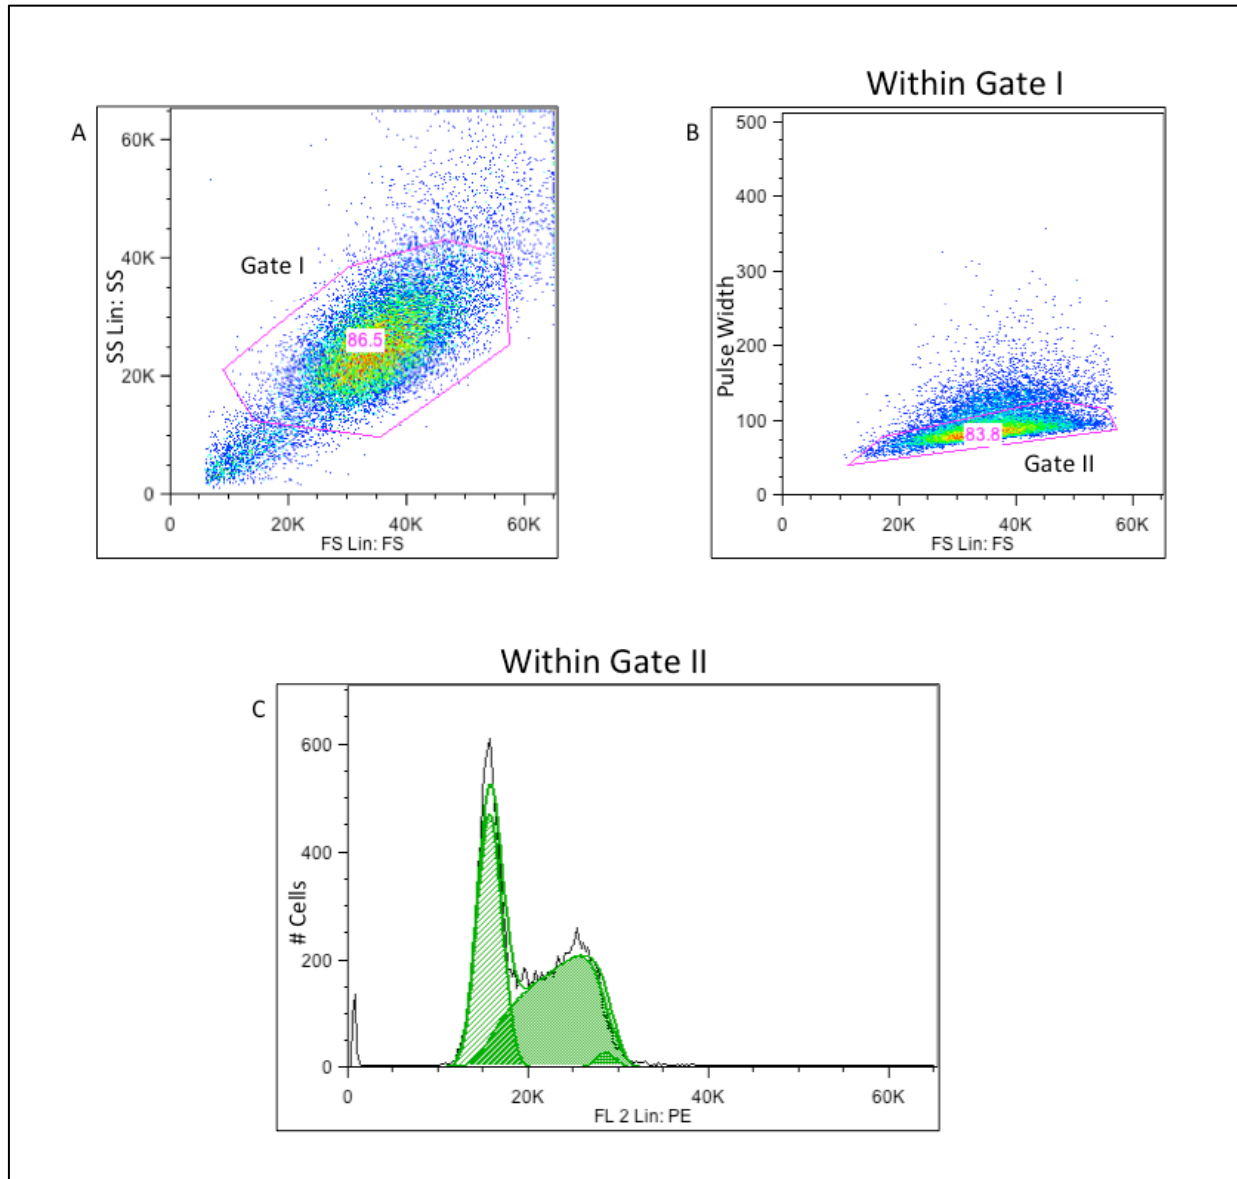 Within Gate I
A
60K
40K
20K
0
SS Lin: SS
Gate I
86.5
0 20K 40K 60K
FS Lin: FS
B
500
400
300
200
100
0
Pulse Width
83.8
Gate II
0 20K 40K 60K
FS Lin: FS
Within Gate II
C
600
400
200
0
# Cells
0 20K 40K 60K
FL 2 Lin: PE